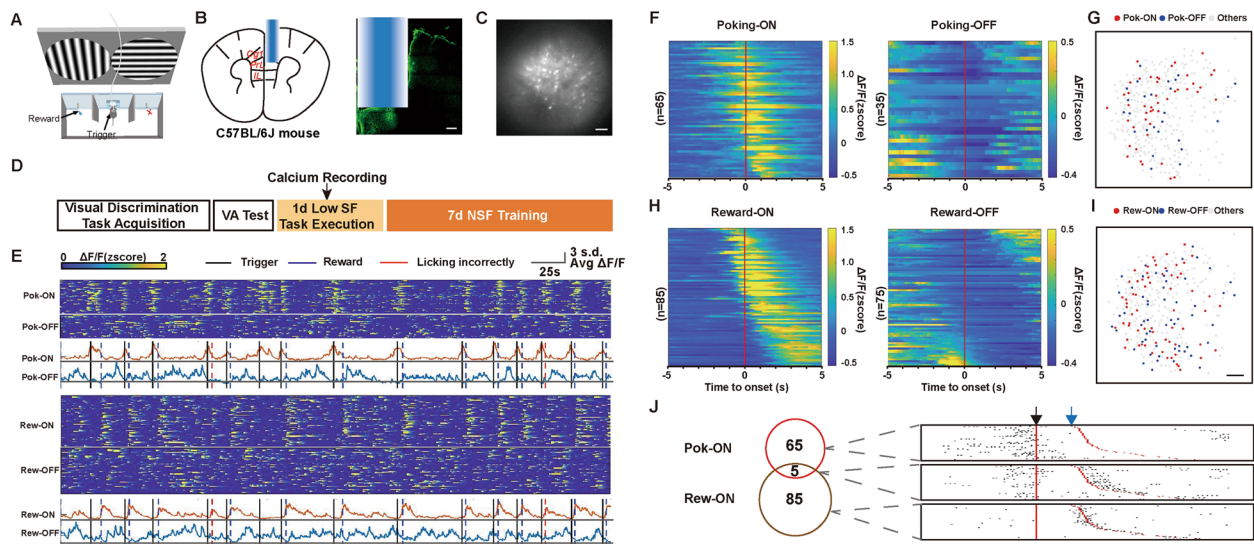 A
Reward
Trigger
B
Cg1
PrL
IL
C57BL/6J mouse
C
D
Calcium Recording
Visual Discrimination
Task Acquisition
VA Test
1d Low SF
Task Execution
7d NSF Training
E
ΔF/F(zscore)
0 2
Trigger
Reward
Licking incorrectly
3 s.d.
Avg ΔF/F
25s
Pok-ON
Pok-OFF
Pok-ON
Pok-OFF
Rew-ON
Rew-OFF
Rew-ON
Rew-OFF
F
Poking-ON
(n=65)
-5 0 5
1.5
1.0
0.5
0
-0.5
ΔF/F(zscore)
Poking-OFF
(n=35)
-5 0 5
0.5
0
-0.4
ΔF/F(zscore)
G
Pok-ON Pok-OFF Others
H
Reward-ON
(n=85)
-5 0 5
Time to onset (s)
1.5
1.0
0.5
0
-0.5
ΔF/F(zscore)
Reward-OFF
(n=75)
-5 0 5
Time to onset (s)
0.5
0
-0.4
ΔF/F(zscore)
I
Rew-ON Rew-OFF Others
J
Pok-ON
65
5
Rew-ON
85